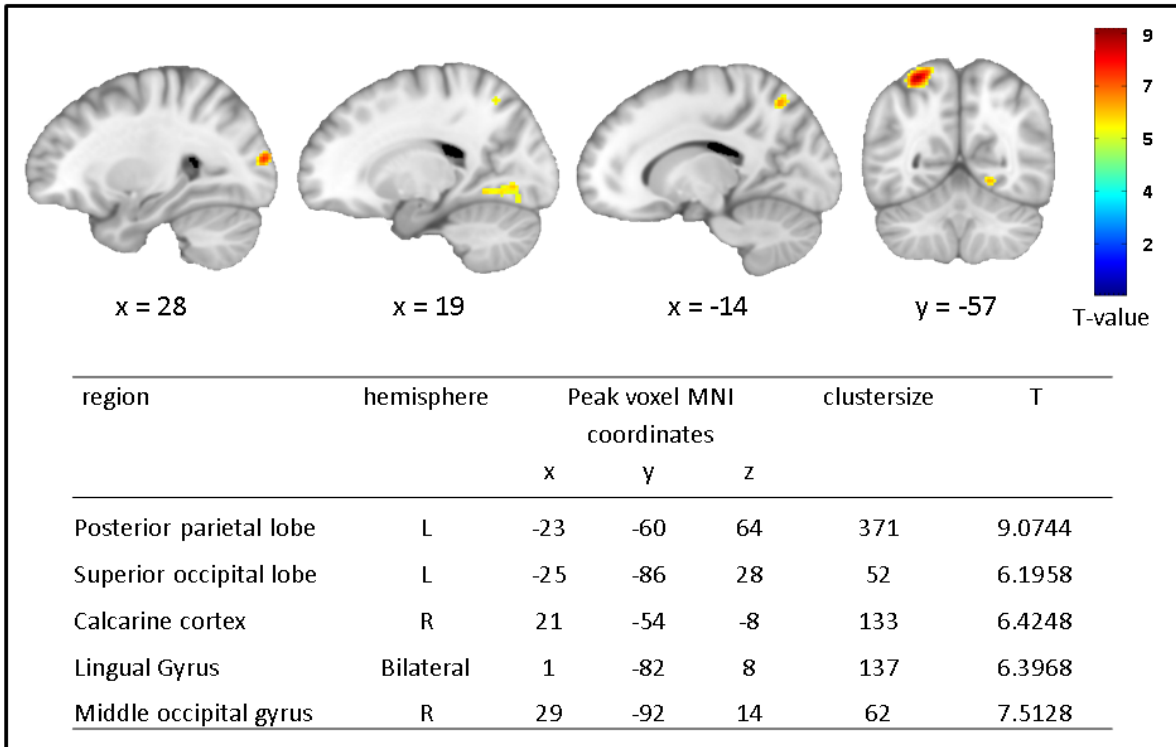 9
7
5
4
2
T-value
x = 28
x = 19
x = -14
y = -57
region hemisphere Peak voxel MNI clustersize T
coordinates
x y z
Posterior parietal lobe L -23 -60 64 371 9.0744
Superior occipital lobe L -25 -86 28 52 6.1958
Calcarine cortex R 21 -54 -8 133 6.4248
Lingual Gyrus Bilateral 1 -82 8 137 6.3968
Middle occipital gyrus R 29 -92 14 62 7.5128